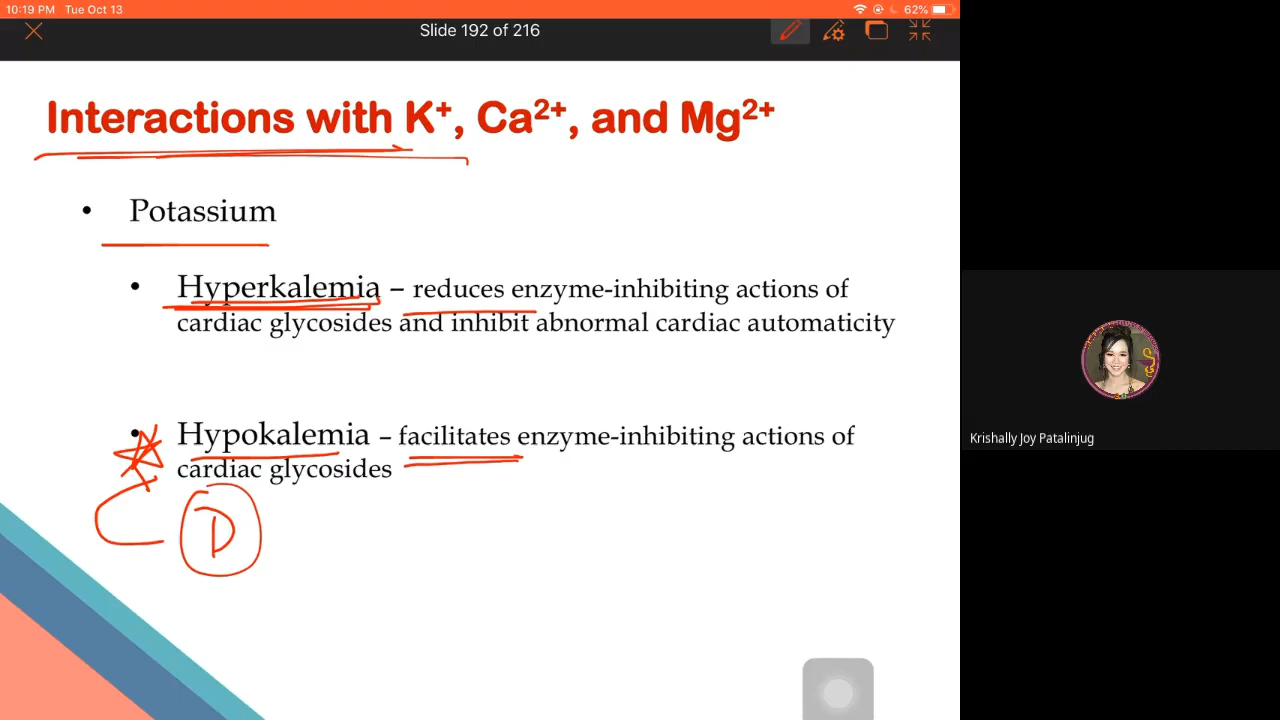 10:19 PM Tue Oct 13
62%
Slide 192 of 216
Interactions with K+, Ca2+, and Mg2+
• Potassium
• Hyperkalemia – reduces enzyme-inhibiting actions of
cardiac glycosides and inhibit abnormal cardiac automaticity
• Hypokalemia – facilitates enzyme-inhibiting actions of
cardiac glycosides
D
Krishally Joy Patalinjug